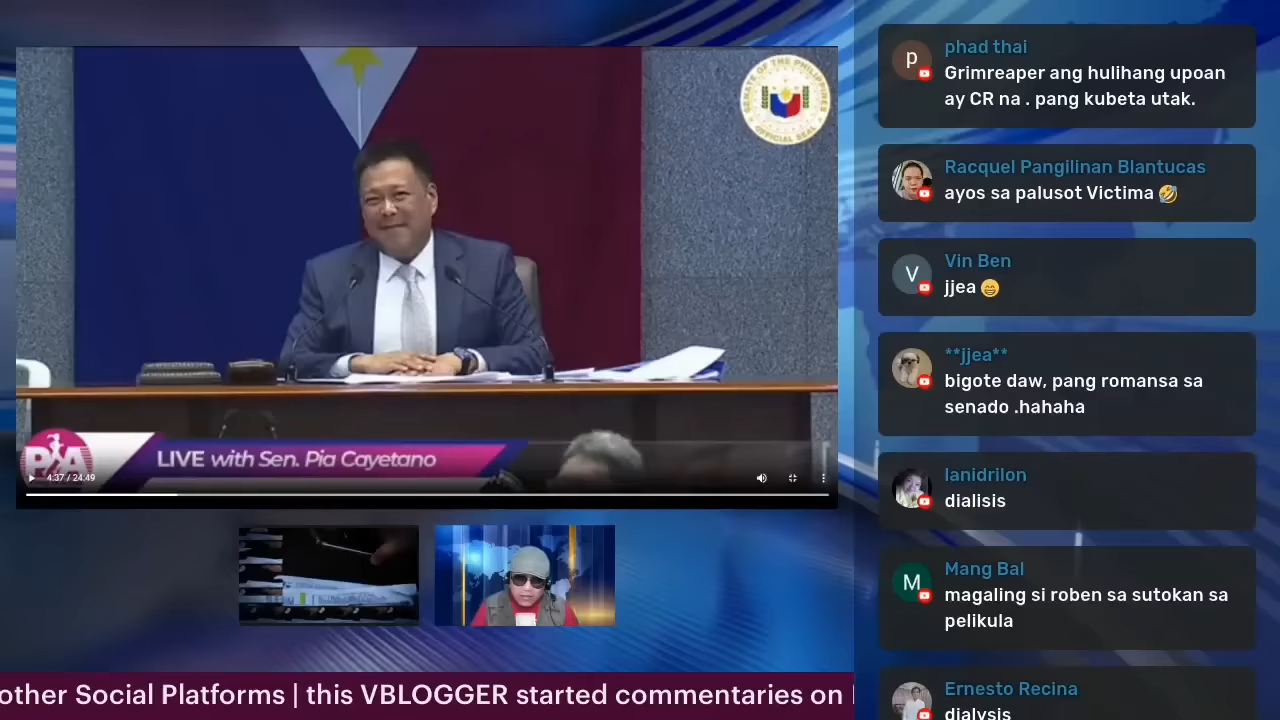 SENATE OF THE PHILIPPINES
OFFICIAL SEAL
PIA
LIVE with Sen. Pia Cayetano
4:37 / 24:49
other Social Platforms | this VBLOGGER started commentaries on
p
phad thai
Grimreaper ang hulihang upoan
ay CR na . pang kubeta utak.
Racquel Pangilinan Blantucas
ayos sa palusot Victima 🤣
V
Vin Ben
jjea 😄
**jjea**
bigote daw, pang romansa sa
senado .hahaha
lanidrilon
dialisis
M
Mang Bal
magaling si roben sa sutokan sa
pelikula
Ernesto Recina
dialysis